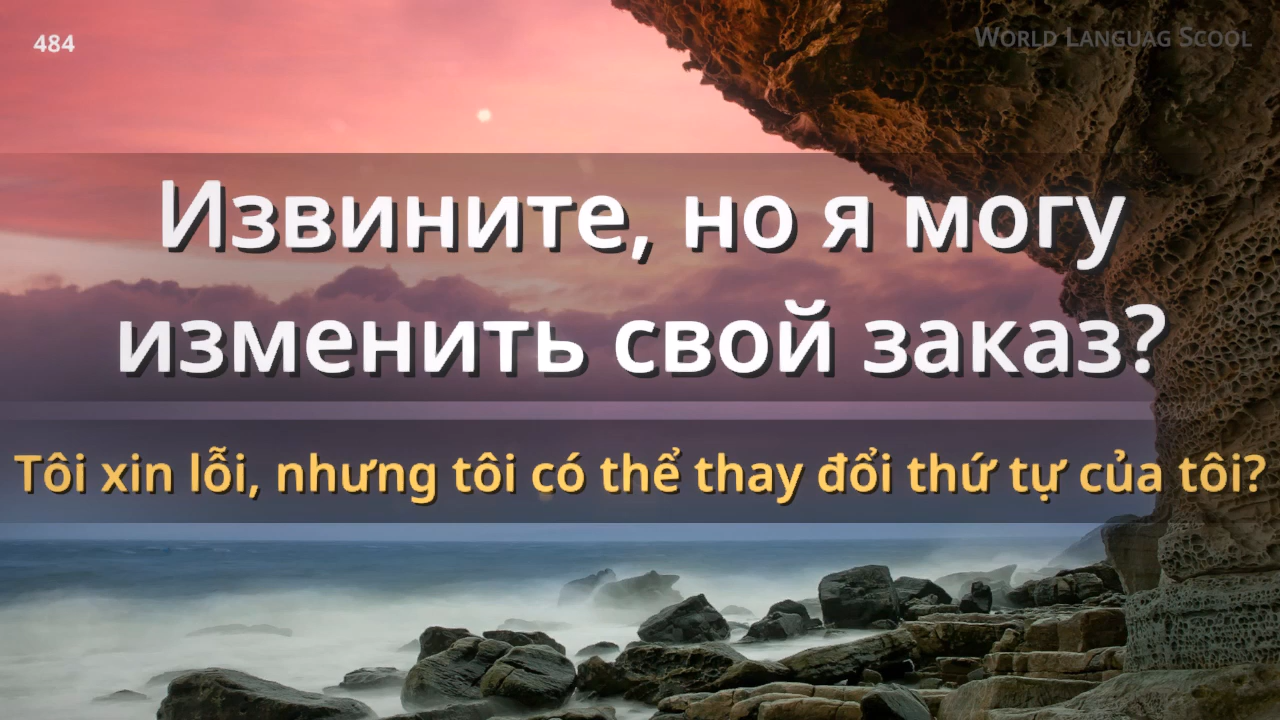 484
World Languag Scool
Извините, но я могу
изменить свой заказ?
Tôi xin lỗi, nhưng tôi có thể thay đổi thứ tự của tôi?